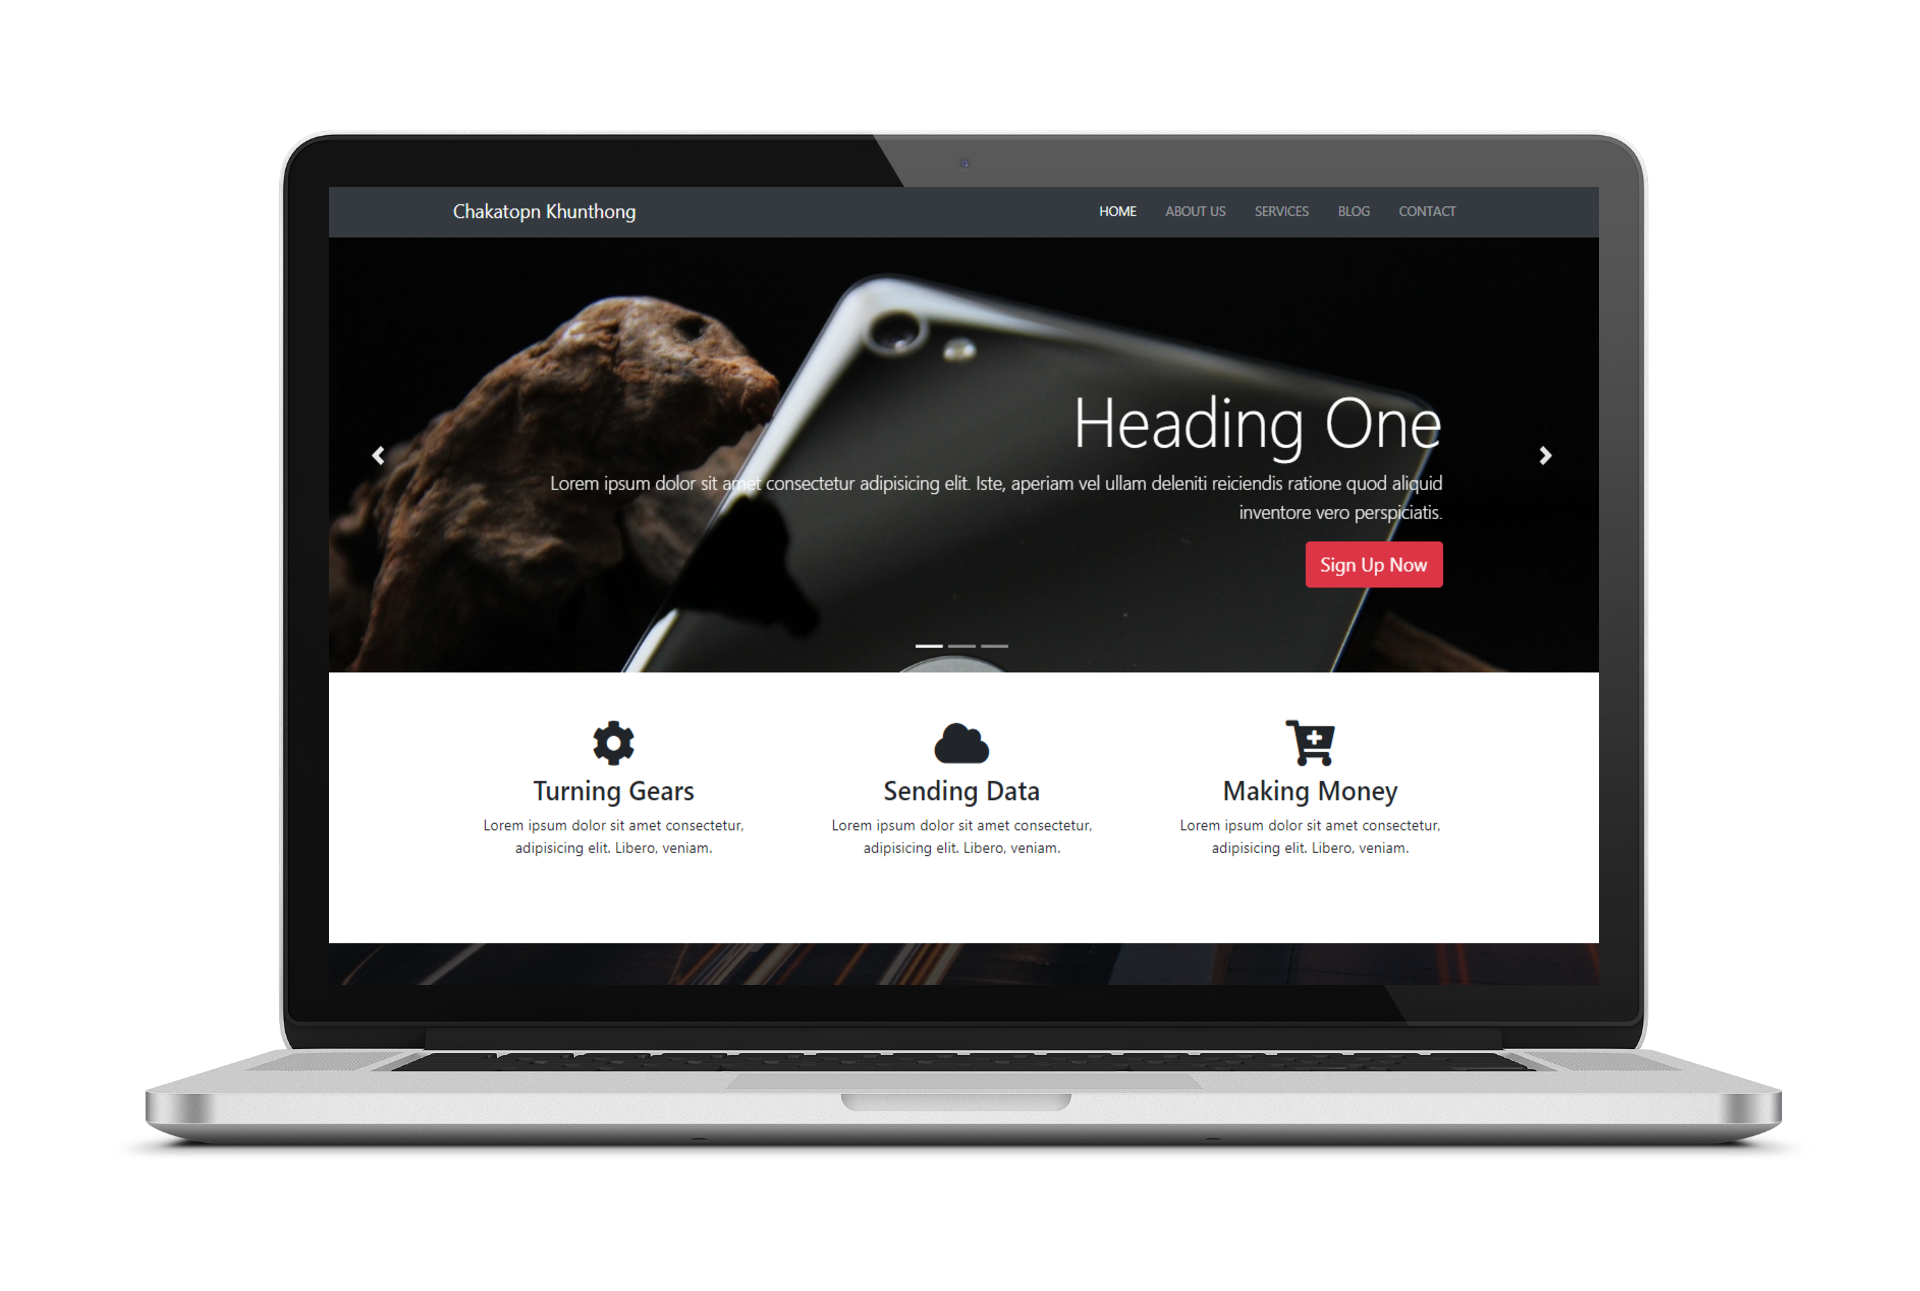 Chakatopn Khunthong
HOME ABOUT US SERVICES BLOG CONTACT
Heading One
Lorem ipsum dolor sit amet consectetur adipisicing elit. Iste, aperiam vel ullam deleniti reiciendis ratione quod aliquid
inventore vero perspiciatis.
Sign Up Now
Turning Gears
Lorem ipsum dolor sit amet consectetur,
adipisicing elit. Libero, veniam.
Sending Data
Lorem ipsum dolor sit amet consectetur,
adipisicing elit. Libero, veniam.
Making Money
Lorem ipsum dolor sit amet consectetur,
adipisicing elit. Libero, veniam.